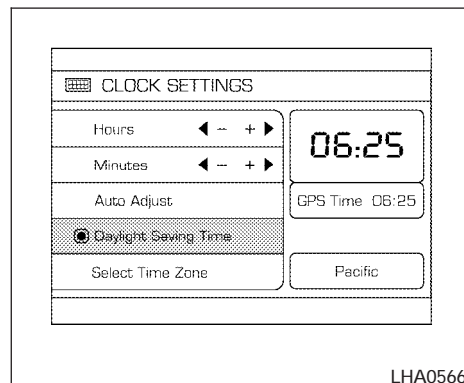 CLOCK SETTINGS
Hours ◀ − + ▶
Minutes ◀ − + ▶
Auto Adjust
Daylight Saving Time
Select Time Zone
06:25
GPS Time 06:25
Pacific
LHA0566